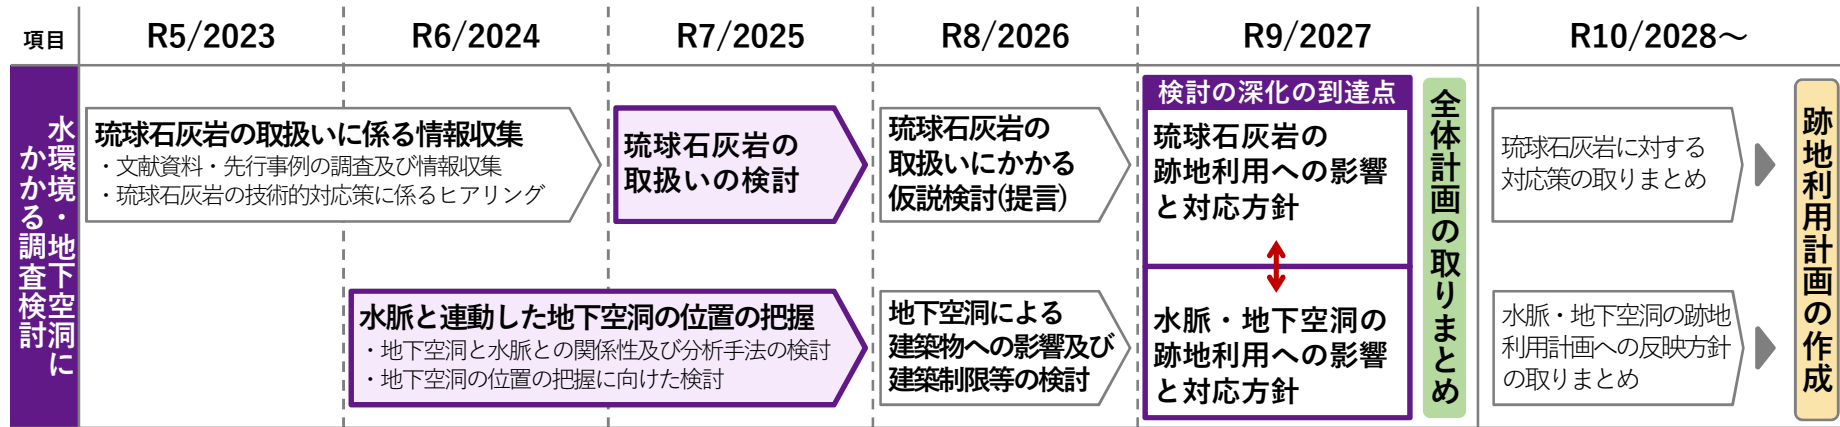 項目
R5/2023
R6/2024
R7/2025
R8/2026
R9/2027
R10/2028～
水環境・地下空洞に
かかる調査検討
琉球石灰岩の取扱いに係る情報収集
・文献資料・先行事例の調査及び情報収集
・琉球石灰岩の技術的対応策に係るヒアリング
琉球石灰岩の
取扱いの検討
琉球石灰岩の
取扱いにかかる
仮説検討(提言)
検討の深化の到達点
琉球石灰岩の
跡地利用への影響
と対応方針
全体計画の取りまとめ
琉球石灰岩に対する
対応策の取りまとめ
跡地利用計画の作成
水脈と連動した地下空洞の位置の把握
・地下空洞と水脈との関係性及び分析手法の検討
・地下空洞の位置の把握に向けた検討
地下空洞による
建築物への影響及び
建築制限等の検討
水脈・地下空洞の
跡地利用への影響
と対応方針
水脈・地下空洞の跡地
利用計画への反映方針
の取りまとめ